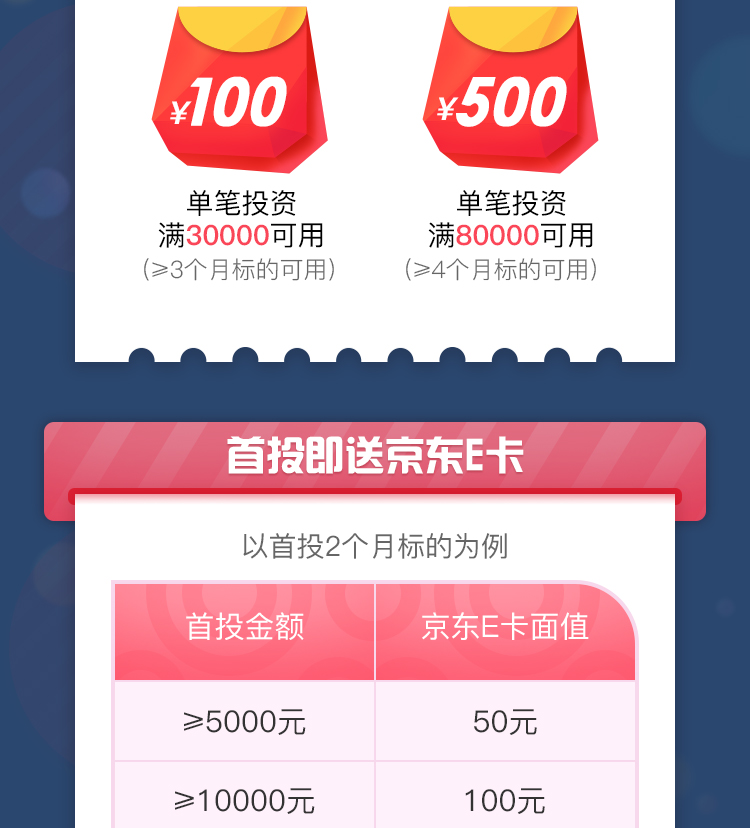 ¥100 ¥500
单笔投资 单笔投资
满30000可用 满80000可用
(≥3个月标的可用) (≥4个月标的可用)
首投即送京东E卡
以首投2个月标的为例
首投金额 京东E卡面值
≥5000元 50元
≥10000元 100元